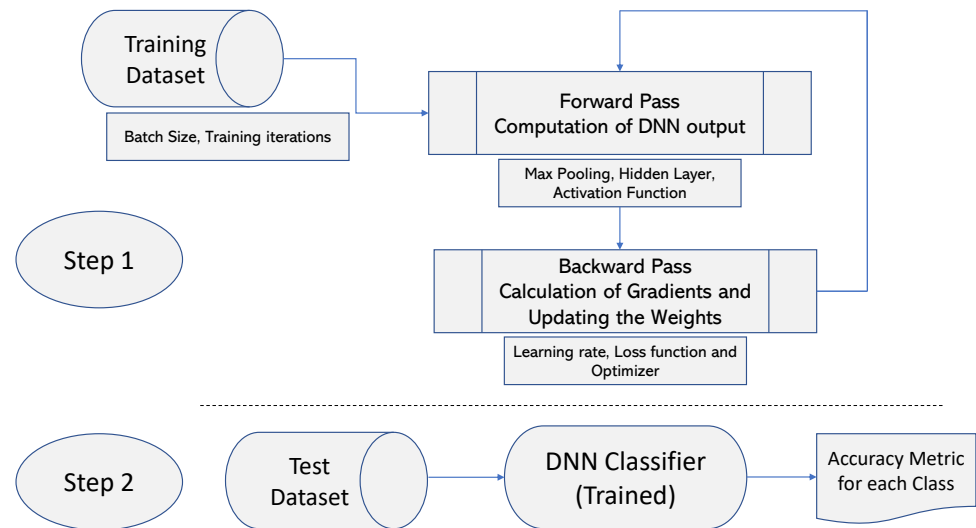 Training
Dataset
Batch Size, Training iterations
Forward Pass
Computation of DNN output
Max Pooling, Hidden Layer,
Activation Function
Step 1
Backward Pass
Calculation of Gradients and
Updating the Weights
Learning rate, Loss function and
Optimizer
Step 2
Test
Dataset
DNN Classifier
(Trained)
Accuracy Metric
for each Class